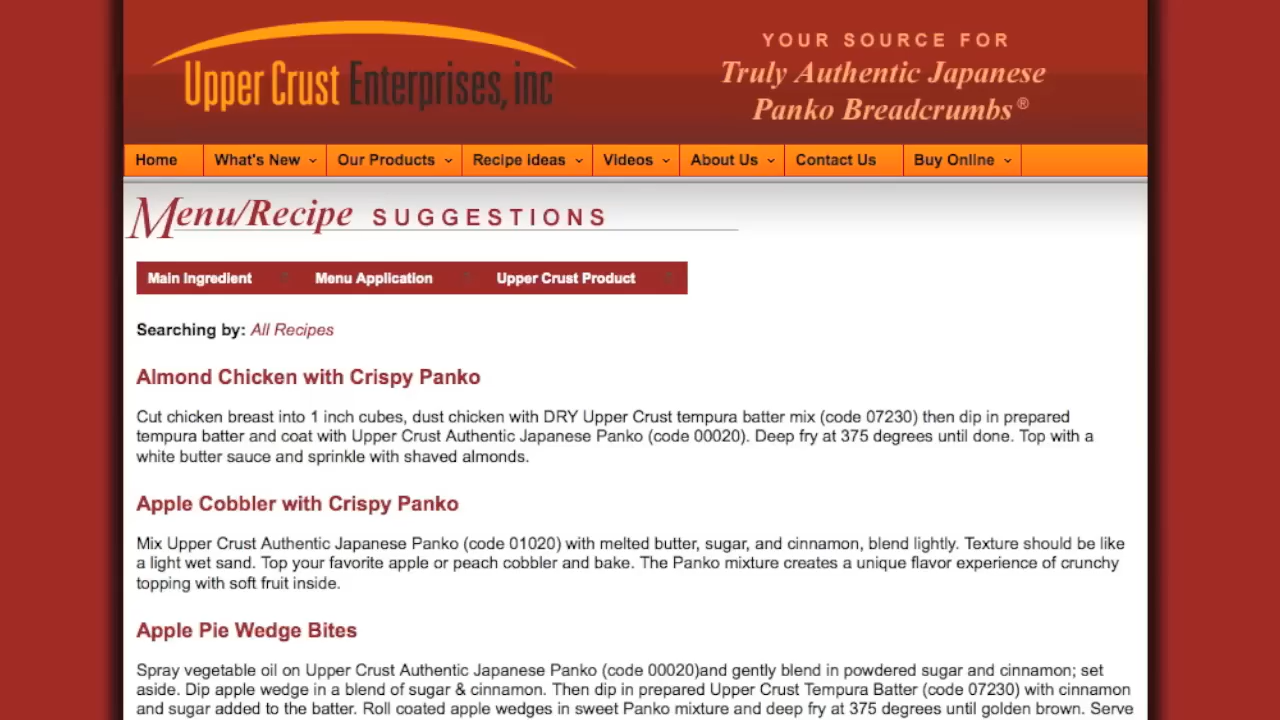 Upper Crust Enterprises, inc
YOUR SOURCE FOR
Truly Authentic Japanese
Panko Breadcrumbs®
Home What's New Our Products Recipe Ideas Videos About Us Contact Us Buy Online
Menu/Recipe SUGGESTIONS
Main Ingredient Menu Application Upper Crust Product
Searching by: All Recipes
Almond Chicken with Crispy Panko
Cut chicken breast into 1 inch cubes, dust chicken with DRY Upper Crust tempura batter mix (code 07230) then dip in prepared
tempura batter and coat with Upper Crust Authentic Japanese Panko (code 00020). Deep fry at 375 degrees until done. Top with a
white butter sauce and sprinkle with shaved almonds.
Apple Cobbler with Crispy Panko
Mix Upper Crust Authentic Japanese Panko (code 01020) with melted butter, sugar, and cinnamon, blend lightly. Texture should be like
a light wet sand. Top your favorite apple or peach cobbler and bake. The Panko mixture creates a unique flavor experience of crunchy
topping with soft fruit inside.
Apple Pie Wedge Bites
Spray vegetable oil on Upper Crust Authentic Japanese Panko (code 00020)and gently blend in powdered sugar and cinnamon; set
aside. Dip apple wedge in a blend of sugar & cinnamon. Then dip in prepared Upper Crust Tempura Batter (code 07230) with cinnamon
and sugar added to the batter. Roll coated apple wedges in sweet Panko mixture and deep fry at 375 degrees until golden brown. Serve